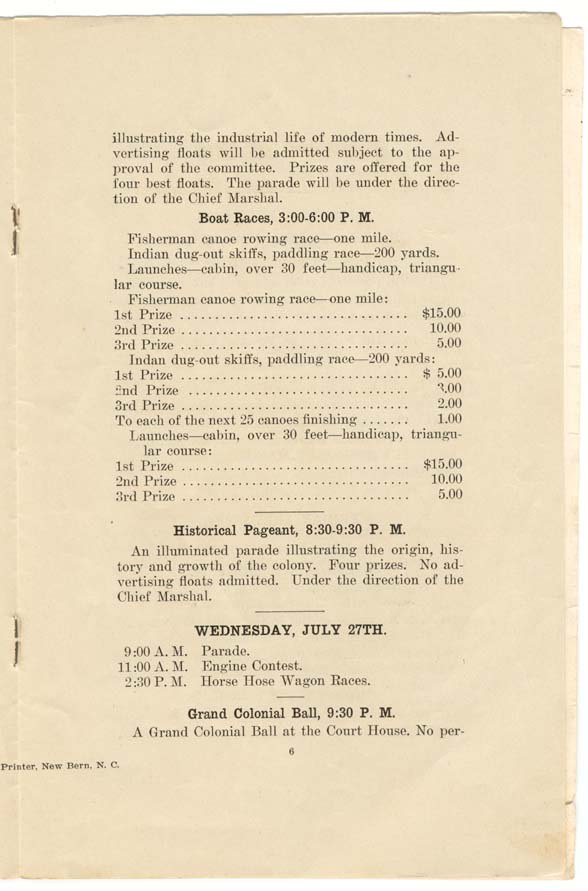 illustrating the industrial life of modern times. Ad-
vertising floats will be admitted subject to the ap-
proval of the committee. Prizes are offered for the
four best floats. The parade will be under the direc-
tion of the Chief Marshal.
Boat Races, 3:00-6:00 P. M.
Fisherman canoe rowing race—one mile.
Indian dug-out skiffs, paddling race—200 yards.
Launches—cabin, over 30 feet—handicap, triangu-
lar course.
Fisherman canoe rowing race—one mile:
1st Prize ................................ $15.00
2nd Prize ................................ 10.00
3rd Prize ................................ 5.00
Indan dug-out skiffs, paddling race—200 yards:
1st Prize ................................ $ 5.00
2nd Prize ............................... 3.00
3rd Prize ................................ 2.00
To each of the next 25 canoes finishing ....... 1.00
Launches—cabin, over 30 feet—handicap, triangu-
lar course:
1st Prize ................................ $15.00
2nd Prize ................................ 10.00
3rd Prize ................................ 5.00
Historical Pageant, 8:30-9:30 P. M.
An illuminated parade illustrating the origin, his-
tory and growth of the colony. Four prizes. No ad-
vertising floats admitted. Under the direction of the
Chief Marshal.
WEDNESDAY, JULY 27TH.
9:00 A. M. Parade.
11:00 A. M. Engine Contest.
2:30 P. M. Horse Hose Wagon Races.
Grand Colonial Ball, 9:30 P. M.
A Grand Colonial Ball at the Court House. No per-
6
Printer, New Bern, N. C.